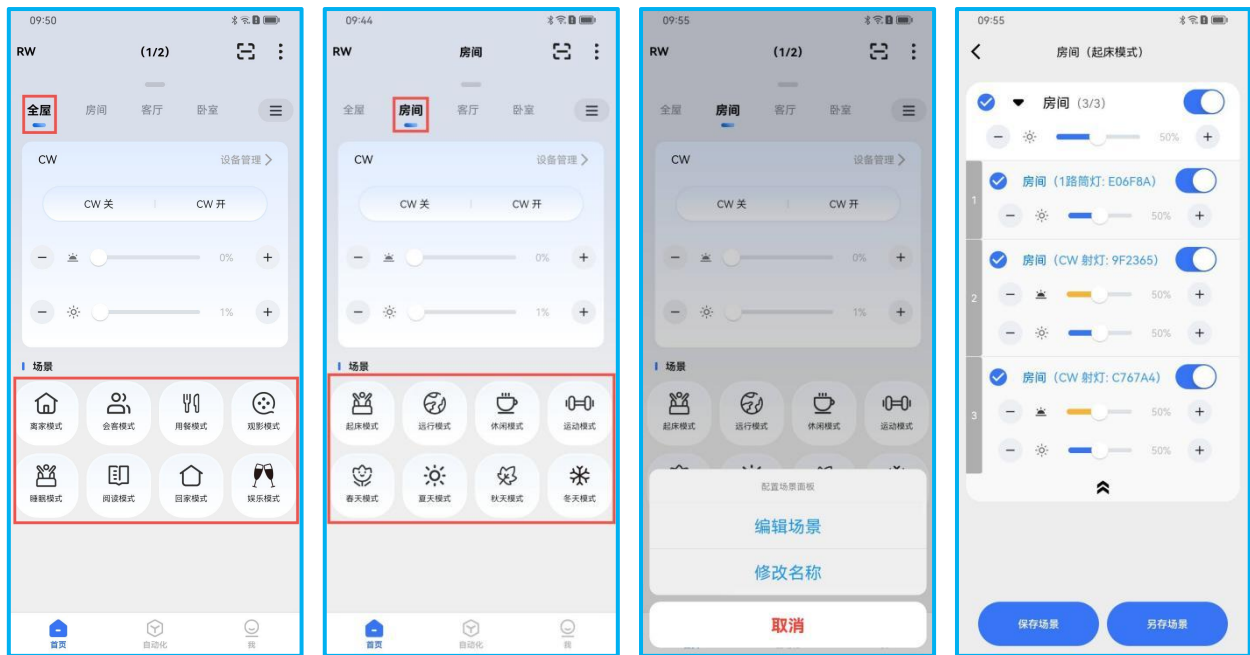 09:50
RW
(1/2)
全屋
房间
客厅
卧室
CW
设备管理
CW 关
CW 开
0%
1%
场景
离家模式
会客模式
用餐模式
观影模式
睡眠模式
阅读模式
回家模式
娱乐模式
首页
自动化
我
09:44
RW
房间
全屋
房间
客厅
卧室
CW
设备管理
CW 关
CW 开
0%
1%
场景
起床模式
远行模式
休闲模式
运动模式
春天模式
夏天模式
秋天模式
冬天模式
首页
自动化
我
09:55
RW
(1/2)
全屋
房间
客厅
卧室
CW
设备管理
CW 关
CW 开
0%
1%
场景
起床模式
远行模式
休闲模式
运动模式
配置场景面板
编辑场景
修改名称
取消
09:55
房间（起床模式）
房间 (3/3)
50%
1
房间（1路筒灯: E06F8A）
50%
2
房间（CW 射灯: 9F2365）
50%
50%
3
房间（CW 射灯: C767A4）
50%
50%
保存场景
另存场景